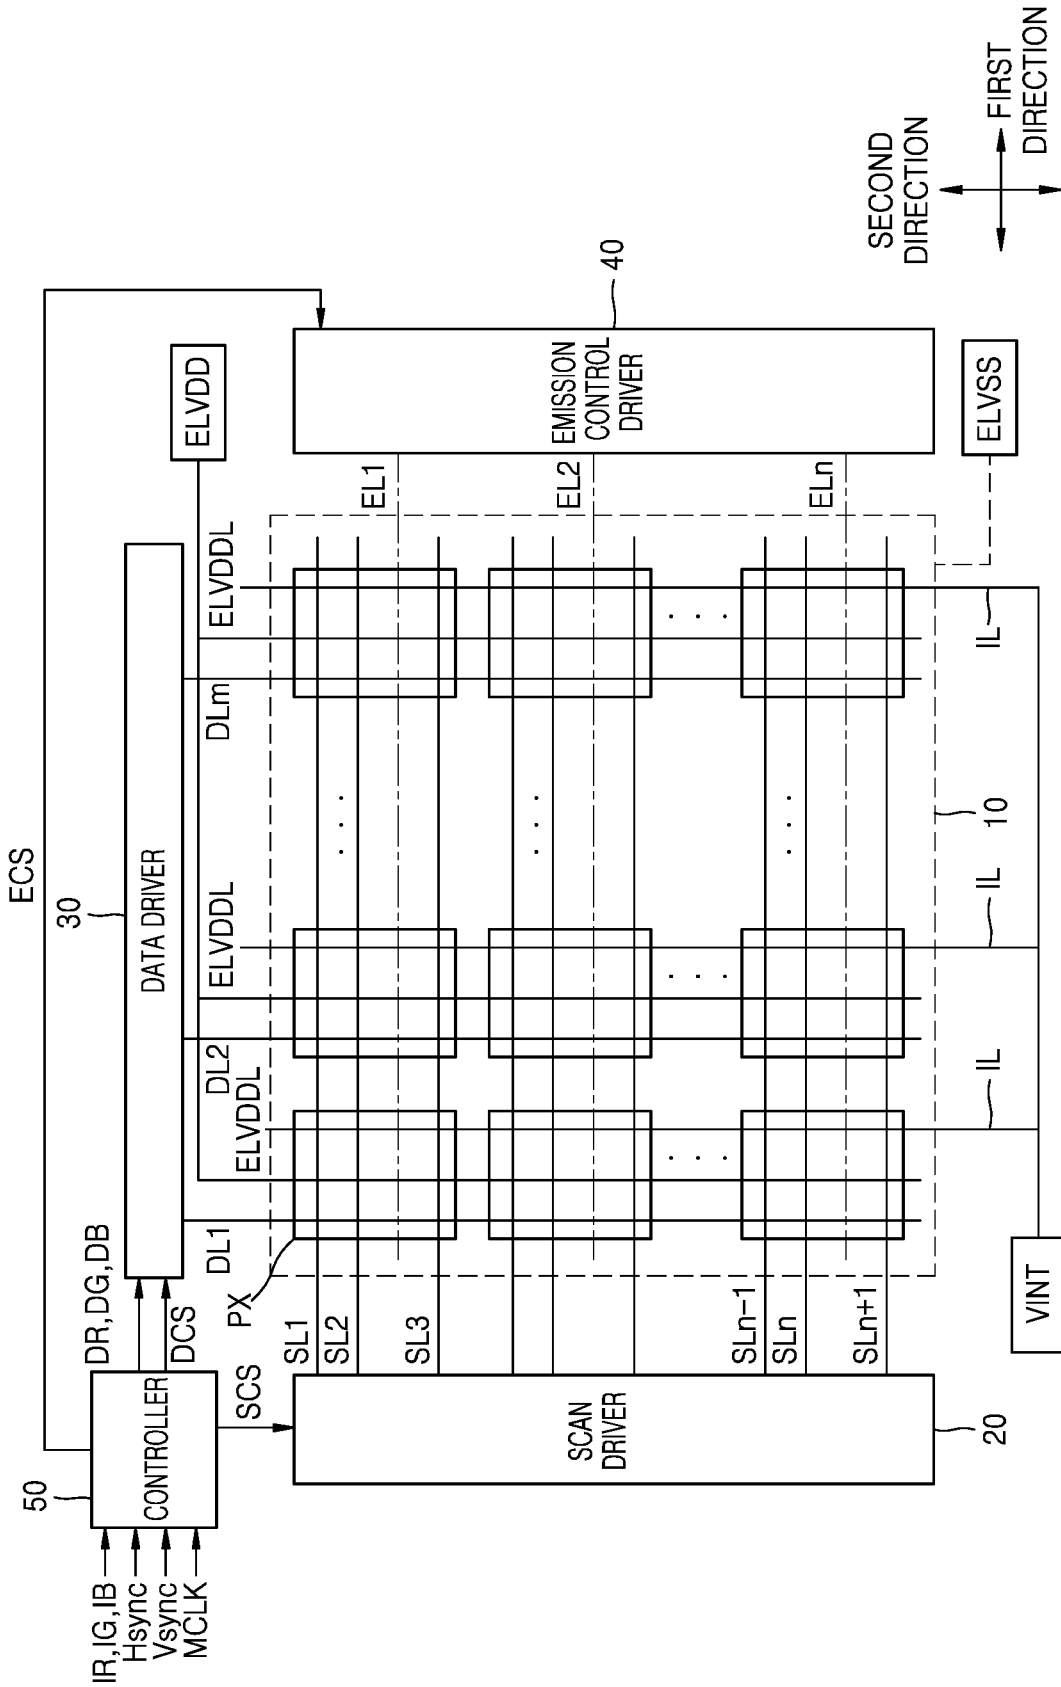 ECS
50
CONTROLLER
IR,IG,IB
Hsync
Vsync
MCLK
DR,DG,DB
DCS
SCS
30
DATA DRIVER
ELVDD
DL1
ELVDDL
DL2
ELVDDL
DLm
ELVDDL
PX
SL1
SL2
SL3
SLn-1
SLn
SLn+1
SCAN
DRIVER
20
EL1
EL2
ELn
EMISSION
CONTROL
DRIVER
40
ELVSS
10
IL
IL
IL
VINT
SECOND
DIRECTION
FIRST
DIRECTION